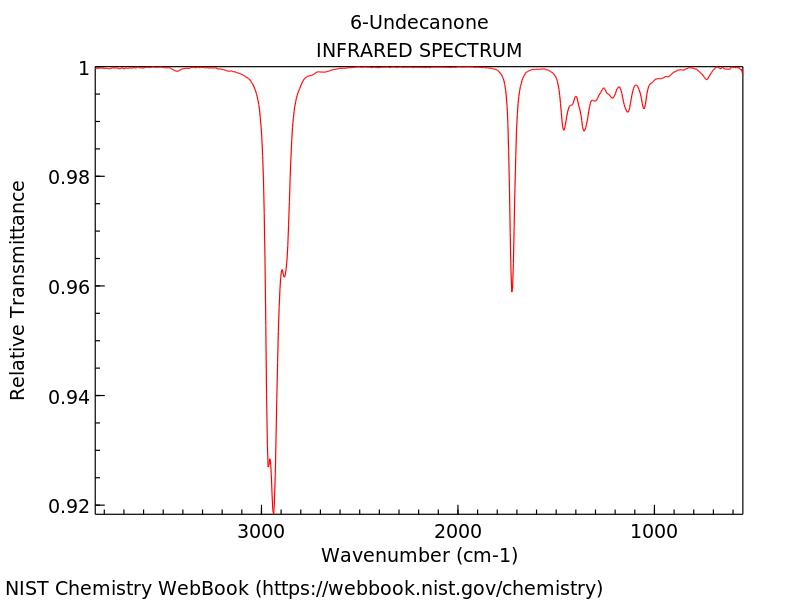 6-Undecanone
INFRARED SPECTRUM
1
0.98
0.96
0.94
0.92
Relative Transmittance
3000 2000 1000
Wavenumber (cm-1)
NIST Chemistry WebBook (https://webbook.nist.gov/chemistry)